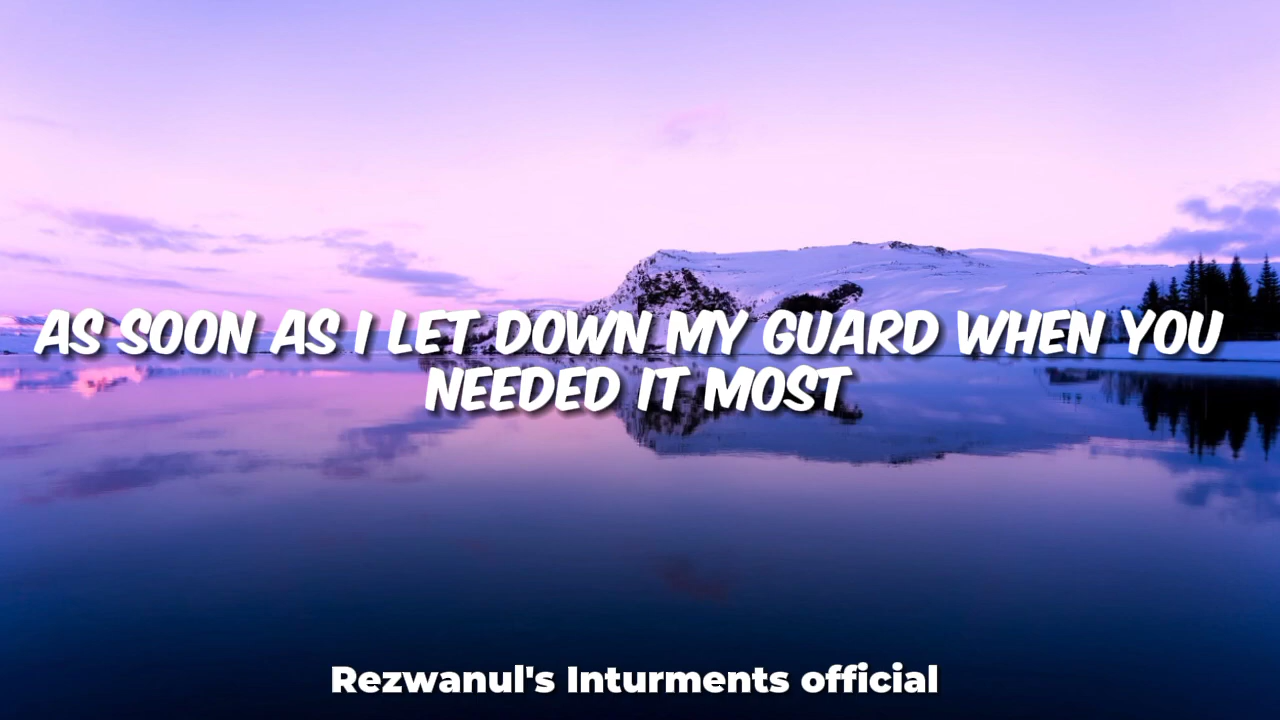 AS SOON AS I LET DOWN MY GUARD WHEN YOU
NEEDED IT MOST
Rezwanul's Inturments official